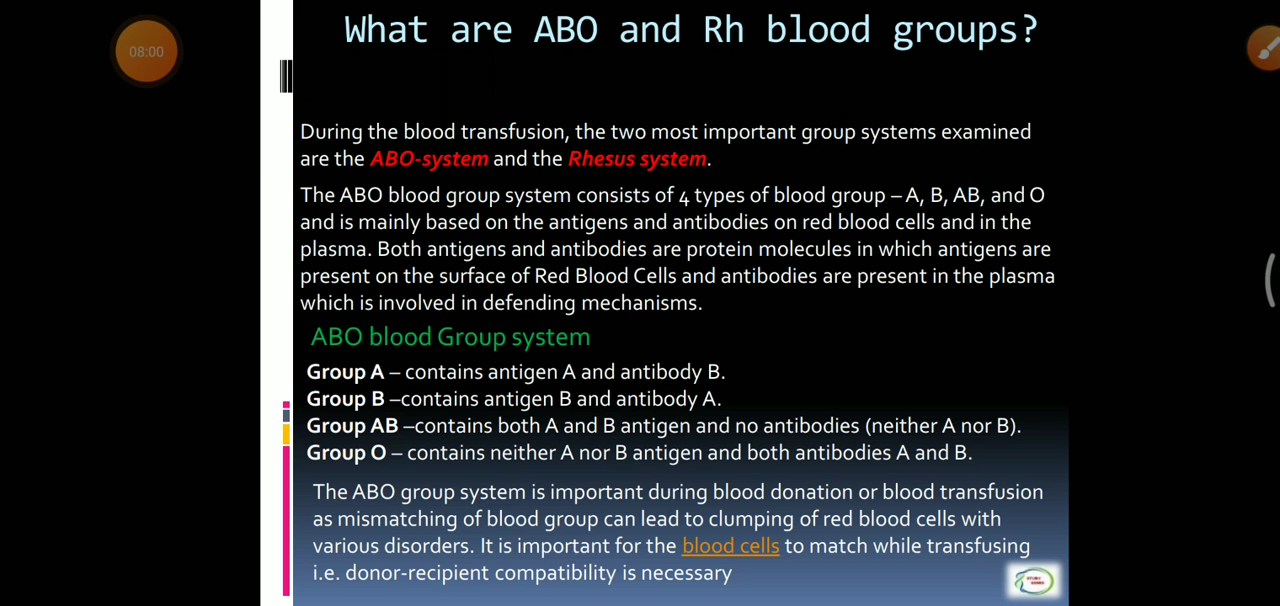 What are ABO and Rh blood groups?
08:00
During the blood transfusion, the two most important group systems examined
are the ABO-system and the Rhesus system.
The ABO blood group system consists of 4 types of blood group – A, B, AB, and O
and is mainly based on the antigens and antibodies on red blood cells and in the
plasma. Both antigens and antibodies are protein molecules in which antigens are
present on the surface of Red Blood Cells and antibodies are present in the plasma
which is involved in defending mechanisms.
ABO blood Group system
Group A – contains antigen A and antibody B.
Group B –contains antigen B and antibody A.
Group AB –contains both A and B antigen and no antibodies (neither A nor B).
Group O – contains neither A nor B antigen and both antibodies A and B.
The ABO group system is important during blood donation or blood transfusion
as mismatching of blood group can lead to clumping of red blood cells with
various disorders. It is important for the blood cells to match while transfusing
i.e. donor-recipient compatibility is necessary